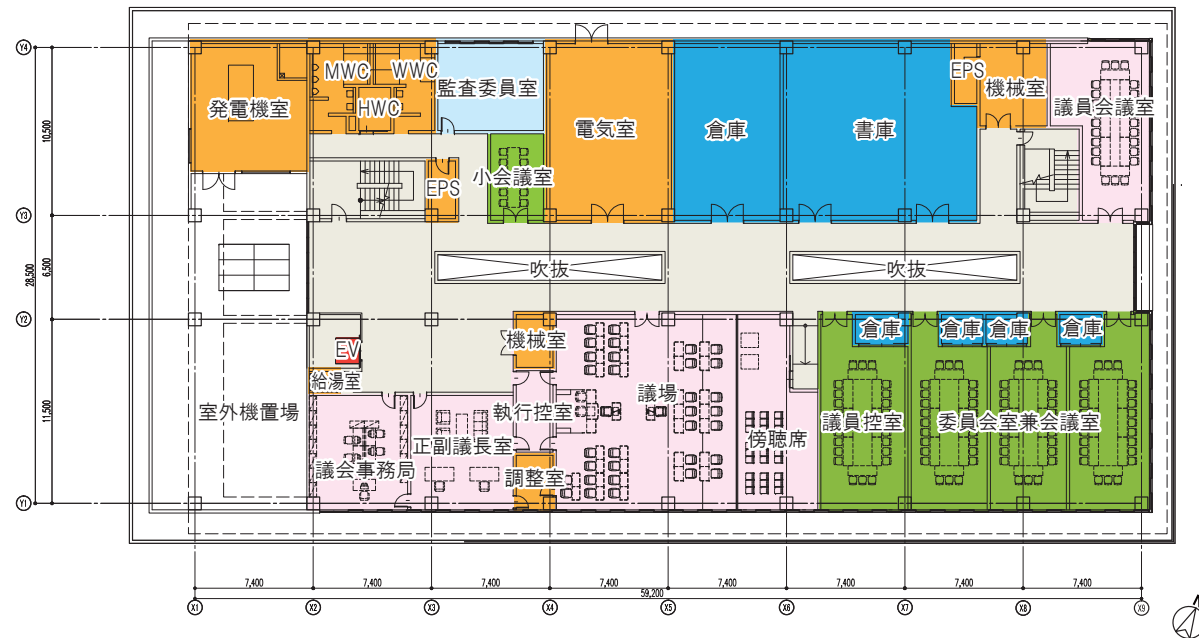 Y4
MWC
WWC
EPS
監査委員室
機械室
発電機室
HWC
議員会議室
電気室
倉庫
書庫
10,500
小会議室
EPS
Y3
28,500
6,500
吹抜
吹抜
Y2
機械室
倉庫
倉庫
倉庫
倉庫
EV
給湯室
議場
室外機置場
執行控室
11,500
議員控室
委員会室兼会議室
正副議長室
傍聴席
議会事務局
調整室
Y1
7,400
7,400
7,400
7,400
7,400
7,400
7,400
7,400
59,200
X1
X2
X3
X4
X5
X6
X7
X8
X9